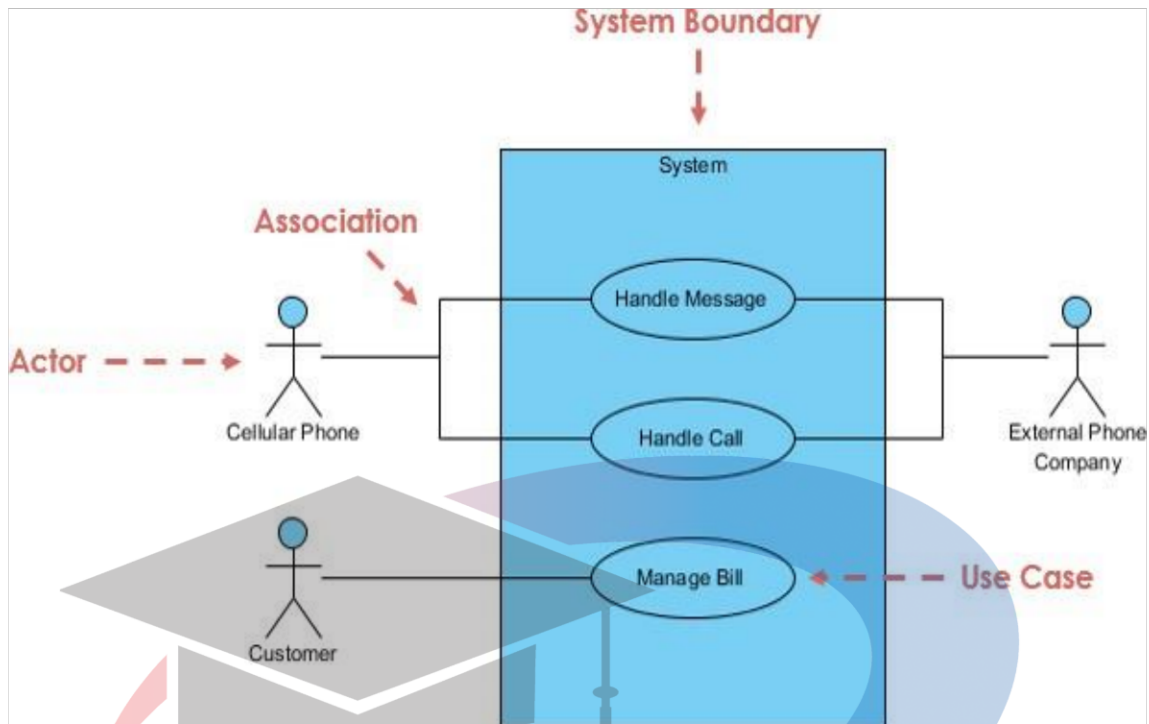 System Boundary
System
Association
Handle Message
Actor
Cellular Phone
Handle Call
External Phone
Company
Manage Bill
Use Case
Customer